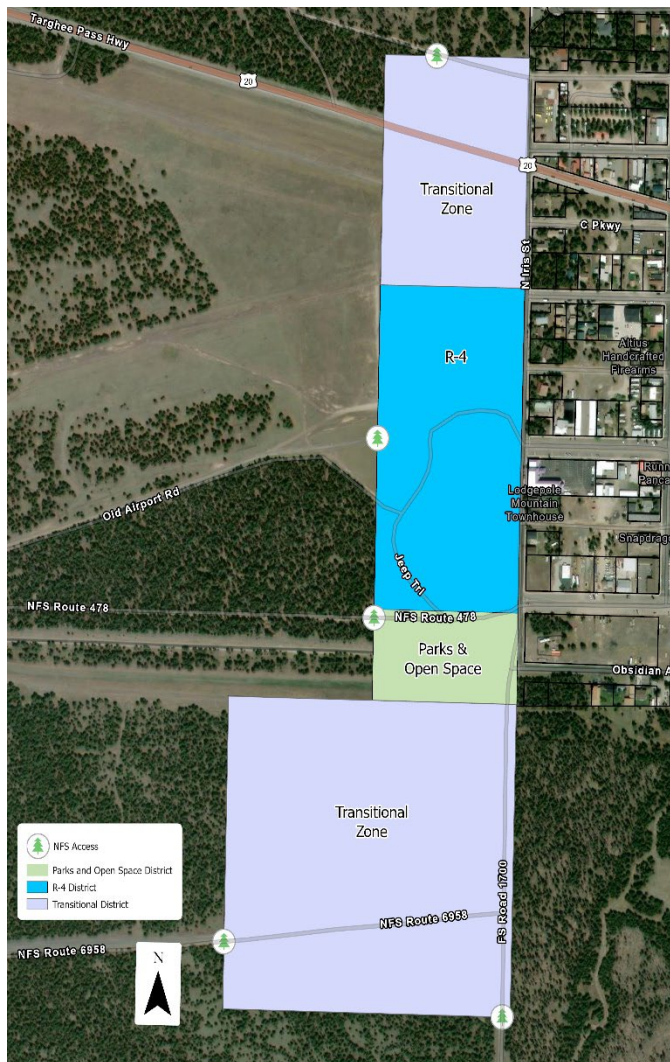 Targhee Pass Hwy
20
20
Transitional
Zone
C Pkwy
N Iris St
R-4
Altius
Handcrafted
Firearms
Old Airport Rd
Lodgepole
Mountain
Townhouse
Jeep Trl
NFS Route 478
NFS Route 478
Parks &
Open Space
Obsidian A
Transitional
Zone
NFS Access
Parks and Open Space District
R-4 District
Transitional District
FS Road 1700
NFS Route 6958
NFS Route 6958
N